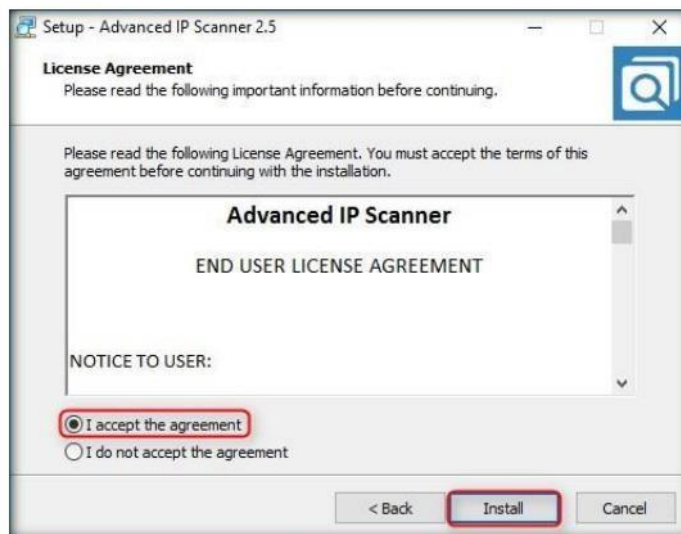 Setup - Advanced IP Scanner 2.5
License Agreement
Please read the following important information before continuing.
Please read the following License Agreement. You must accept the terms of this
agreement before continuing with the installation.
Advanced IP Scanner
END USER LICENSE AGREEMENT
NOTICE TO USER:
I accept the agreement
I do not accept the agreement
< Back Install Cancel